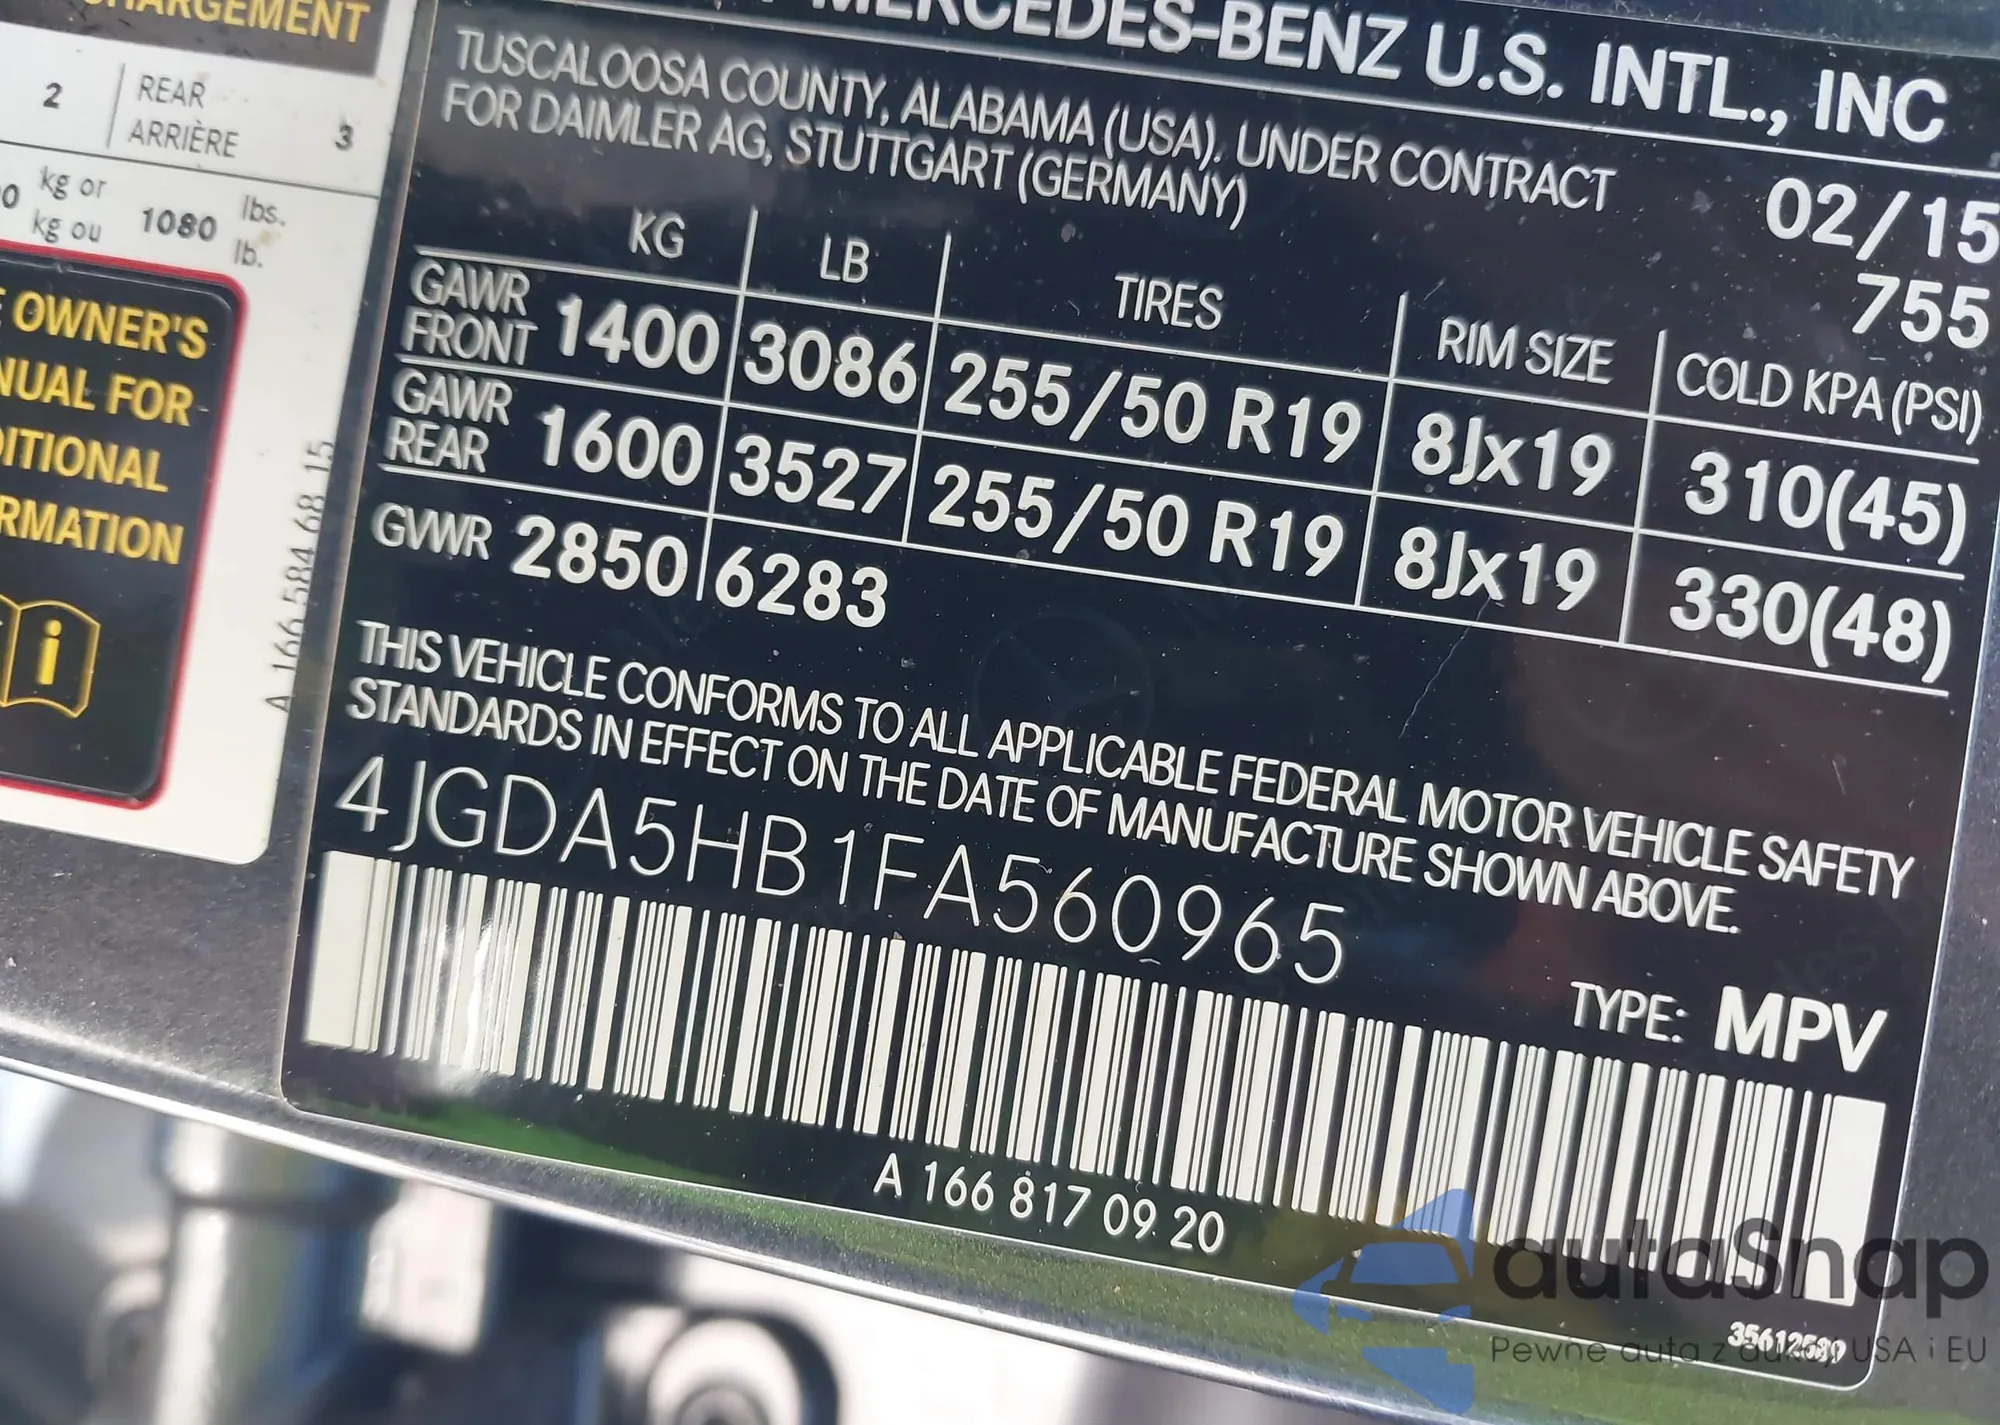 CHARGEMENT
2 REAR
ARRIÈRE 3
kg or
kg ou 1080 lbs.
lb.
OWNER'S
FOR
A 166 584 68 15
MERCEDES-BENZ U.S. INTL., INC
TUSCALOOSA COUNTY, ALABAMA (USA). UNDER CONTRACT
FOR DAIMLER AG, STUTTGART (GERMANY)
02/15
755
KG LB TIRES RIM SIZE COLD KPA (PSI)
GAWR
FRONT 1400 3086 255/50 R19 8Jx19 310(45)
GAWR
REAR 1600 3527 255/50 R19 8Jx19 330(48)
GVWR 2850 6283
THIS VEHICLE CONFORMS TO ALL APPLICABLE FEDERAL MOTOR VEHICLE SAFETY
STANDARDS IN EFFECT ON THE DATE OF MANUFACTURE SHOWN ABOVE.
4JGDA5HB1FA560965
TYPE: MPV
A 166 817 09 20
autaSnap
Pewne auta z aukcji USA i EU